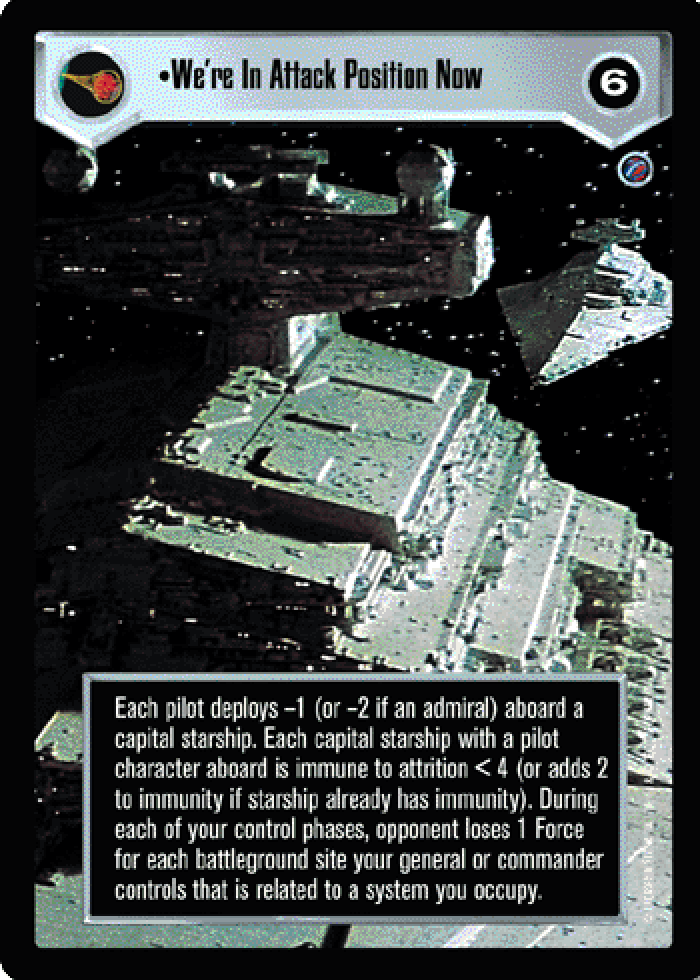 •We're In Attack Position Now
6
Each pilot deploys –1 (or –2 if an admiral) aboard a
capital starship. Each capital starship with a pilot
character aboard is immune to attrition < 4 (or adds 2
to immunity if starship already has immunity). During
each of your control phases, opponent loses 1 Force
for each battleground site your general or commander
controls that is related to a system you occupy.